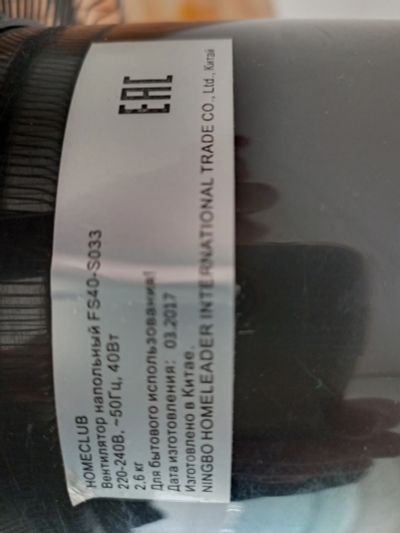 HOMECLUB
Вентилятор напольный FS40-S033
220-240В, ~50Гц, 40Вт
2,6 кг
Для бытового использования!
Дата изготовления: 03.2017
Изготовлено в Китае.
NINGBO HOMELEADER INTERNATIONAL TRADE CO., Ltd., Китай
EAC